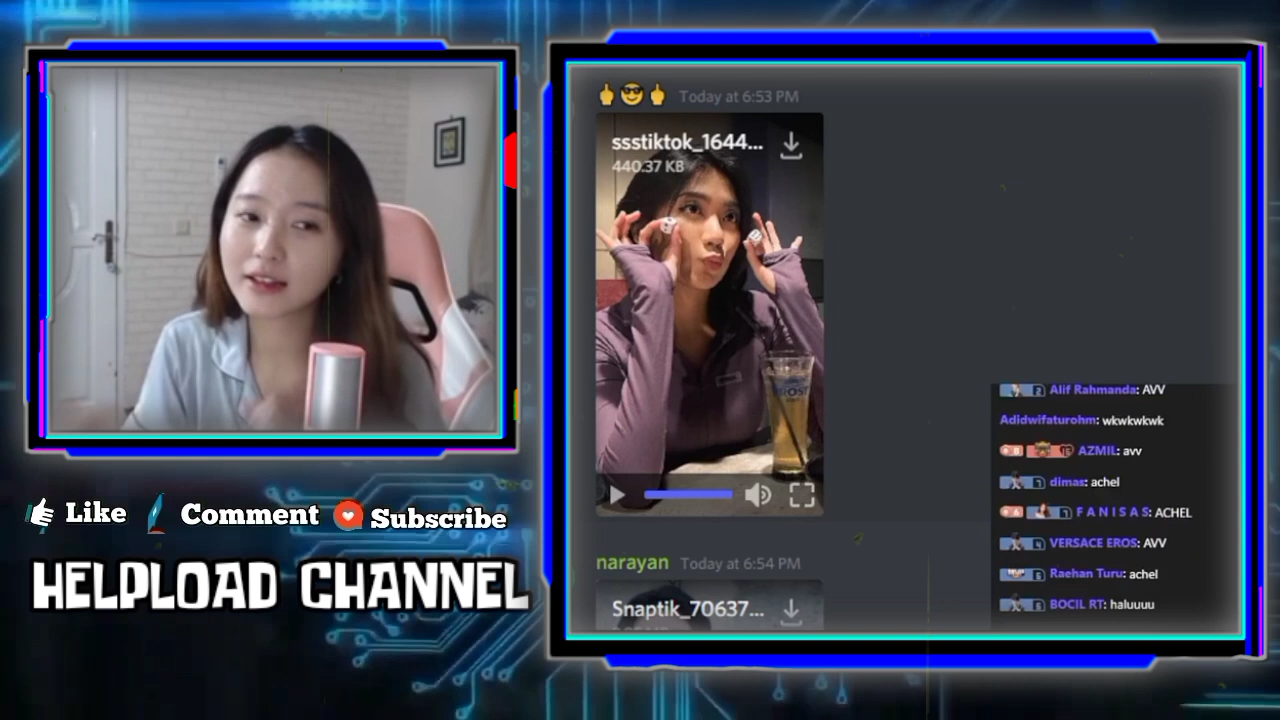 Today at 6:53 PM
ssstiktok_1644...
440.37 KB
Alif Rahmanda: AVV
Adidwifaturohm: wkwkwkwk
8 AZMIL: avv
dimas: achel
6 F A N I S A S: ACHEL
VERSACE EROS: AVV
Raehan Turu: achel
BOCIL RT: haluuuu
narayan Today at 6:54 PM
Snaptik_70637...
Like Comment Subscribe
HELPLOAD CHANNEL